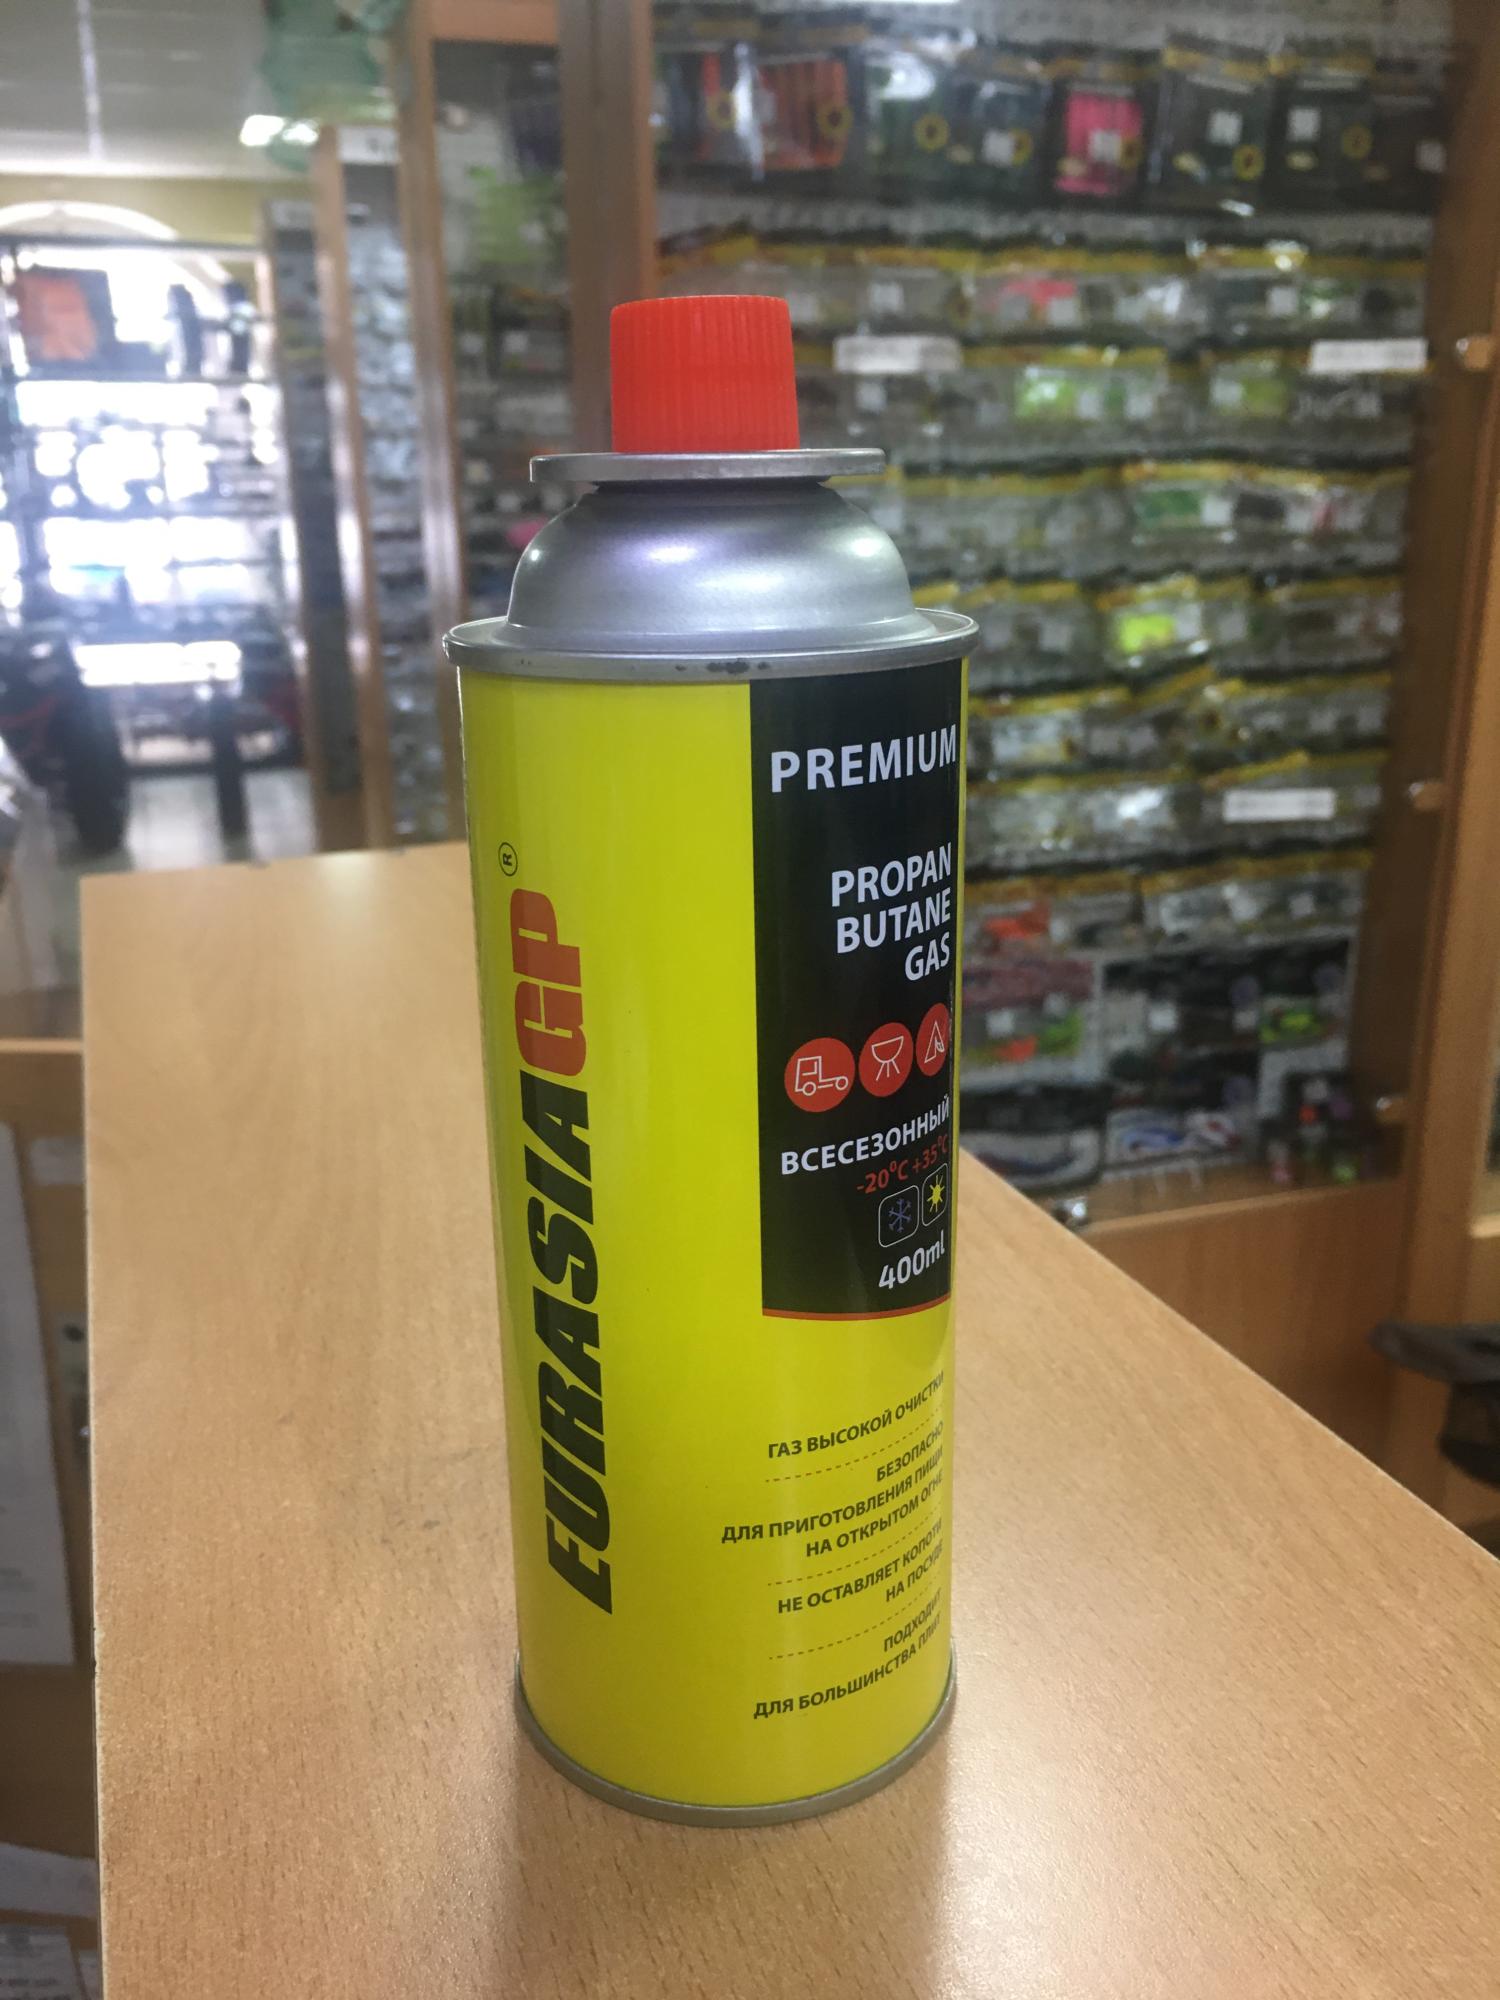 EURASIAGP®
PREMIUM
PROPAN
BUTANE
GAS
ВСЕСЕЗОННЫЙ
-20°C +35°C
400ml
ГАЗ ВЫСОКОЙ ОЧИСТКИ
БЕЗОПАСНО
ДЛЯ ПРИГОТОВЛЕНИЯ ПИЩИ
НА ОТКРЫТОМ ОГНЕ
НЕ ОСТАВЛЯЕТ КОПОТИ
НА ПОСУДЕ
ПОДХОДИТ
ДЛЯ БОЛЬШИНСТВА ПЛИТ